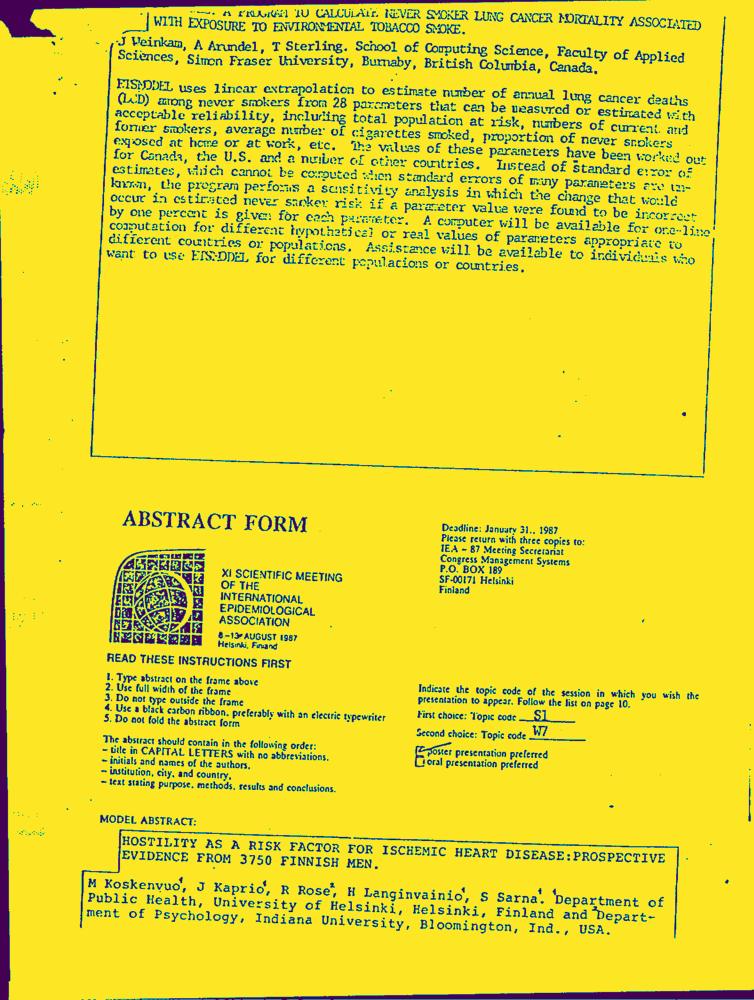 A PROGRAM TO CALCULATE NEVER SMOKER LUNG CANCER MORTALITY ASSOCIATED
WITH EXPOSURE TO ENVIRONMENTAL TOBACCO SMOKE.
J Weinkam, A Arundel, T Sterling. School of Computing Science, Faculty of Applied
Sciences, Simon Fraser University, Burnaby, British Columbia, Canada.
uses linear extrapolation to estimate number of annual lung cancer deaths
(LCD) among never smokers from 28 parameters that can be measured or estimated with
acceptable reliability, including total population at risk, numbers of current and
former smokers, average number of cigarettes smoked, proportion of never smokers
exposed at home or at work, etc. The values of these parameters have been worked out
for Canada, the U.S. and a number of other countries. Instead of standard error of
estimates, which cannot be computed when standard errors of many parameters are un-
known, the program performs a sensitivity analysis in which the change that would
occur in estimated never smoker risk if a parameter value were found to be incorrect
by one percent is given for each parameter. A computer will be available for one-line
computation for different hypothetical or real values of parameters appropriate to
different countries or populations. Assistance will be available to individuals who
want to use for different populations or countries.
ABSTRACT FORM
Deadline: January 31., 1987
Please return with three copies to:
IEA - 87 Meeting Secretariat
Congress Management Systems
P.O. BOX 189
SF-00171 Helsinki
Finland
XI SCIENTIFIC MEETING
OF THE
INTERNATIONAL
EPIDEMIOLOGICAL
ASSOCIATION
8-13 AUGUST 1987
Helsinki, Finland
READ THESE INSTRUCTIONS FIRST
1. Type abstract on the frame above
2. Use full width of the frame
3. Do not type outside the frame
4. Use a black carbon ribbon, preferably with an electric typewriter
5. Do not fold the abstract form
Indicate the topic code of the session in which you wish the
presentation to appear. Follow the list on page 10.
First choice: Topic code S1
Second choice: Topic code W7
poster presentation preferred
oral presentation preferred
The abstract should contain in the following order:
- title in CAPITAL LETTERS with no abbreviations.
- initials and names of the authors,
- institution, city, and country,
- text stating purpose, methods, results and conclusions.
MODEL ABSTRACT:
HOSTILITY AS A RISK FACTOR FOR ISCHEMIC HEART DISEASE:PROSPECTIVE
EVIDENCE FROM 3750 FINNISH MEN.
M Koskenvuo¹, J Kaprio¹, R Rose², H Langinvainio¹, S Sarna¹. ¹Department of
Public Health, University of Helsinki, Helsinki, Finland and ²Depart-
ment of Psychology, Indiana University, Bloomington, Ind., USA.